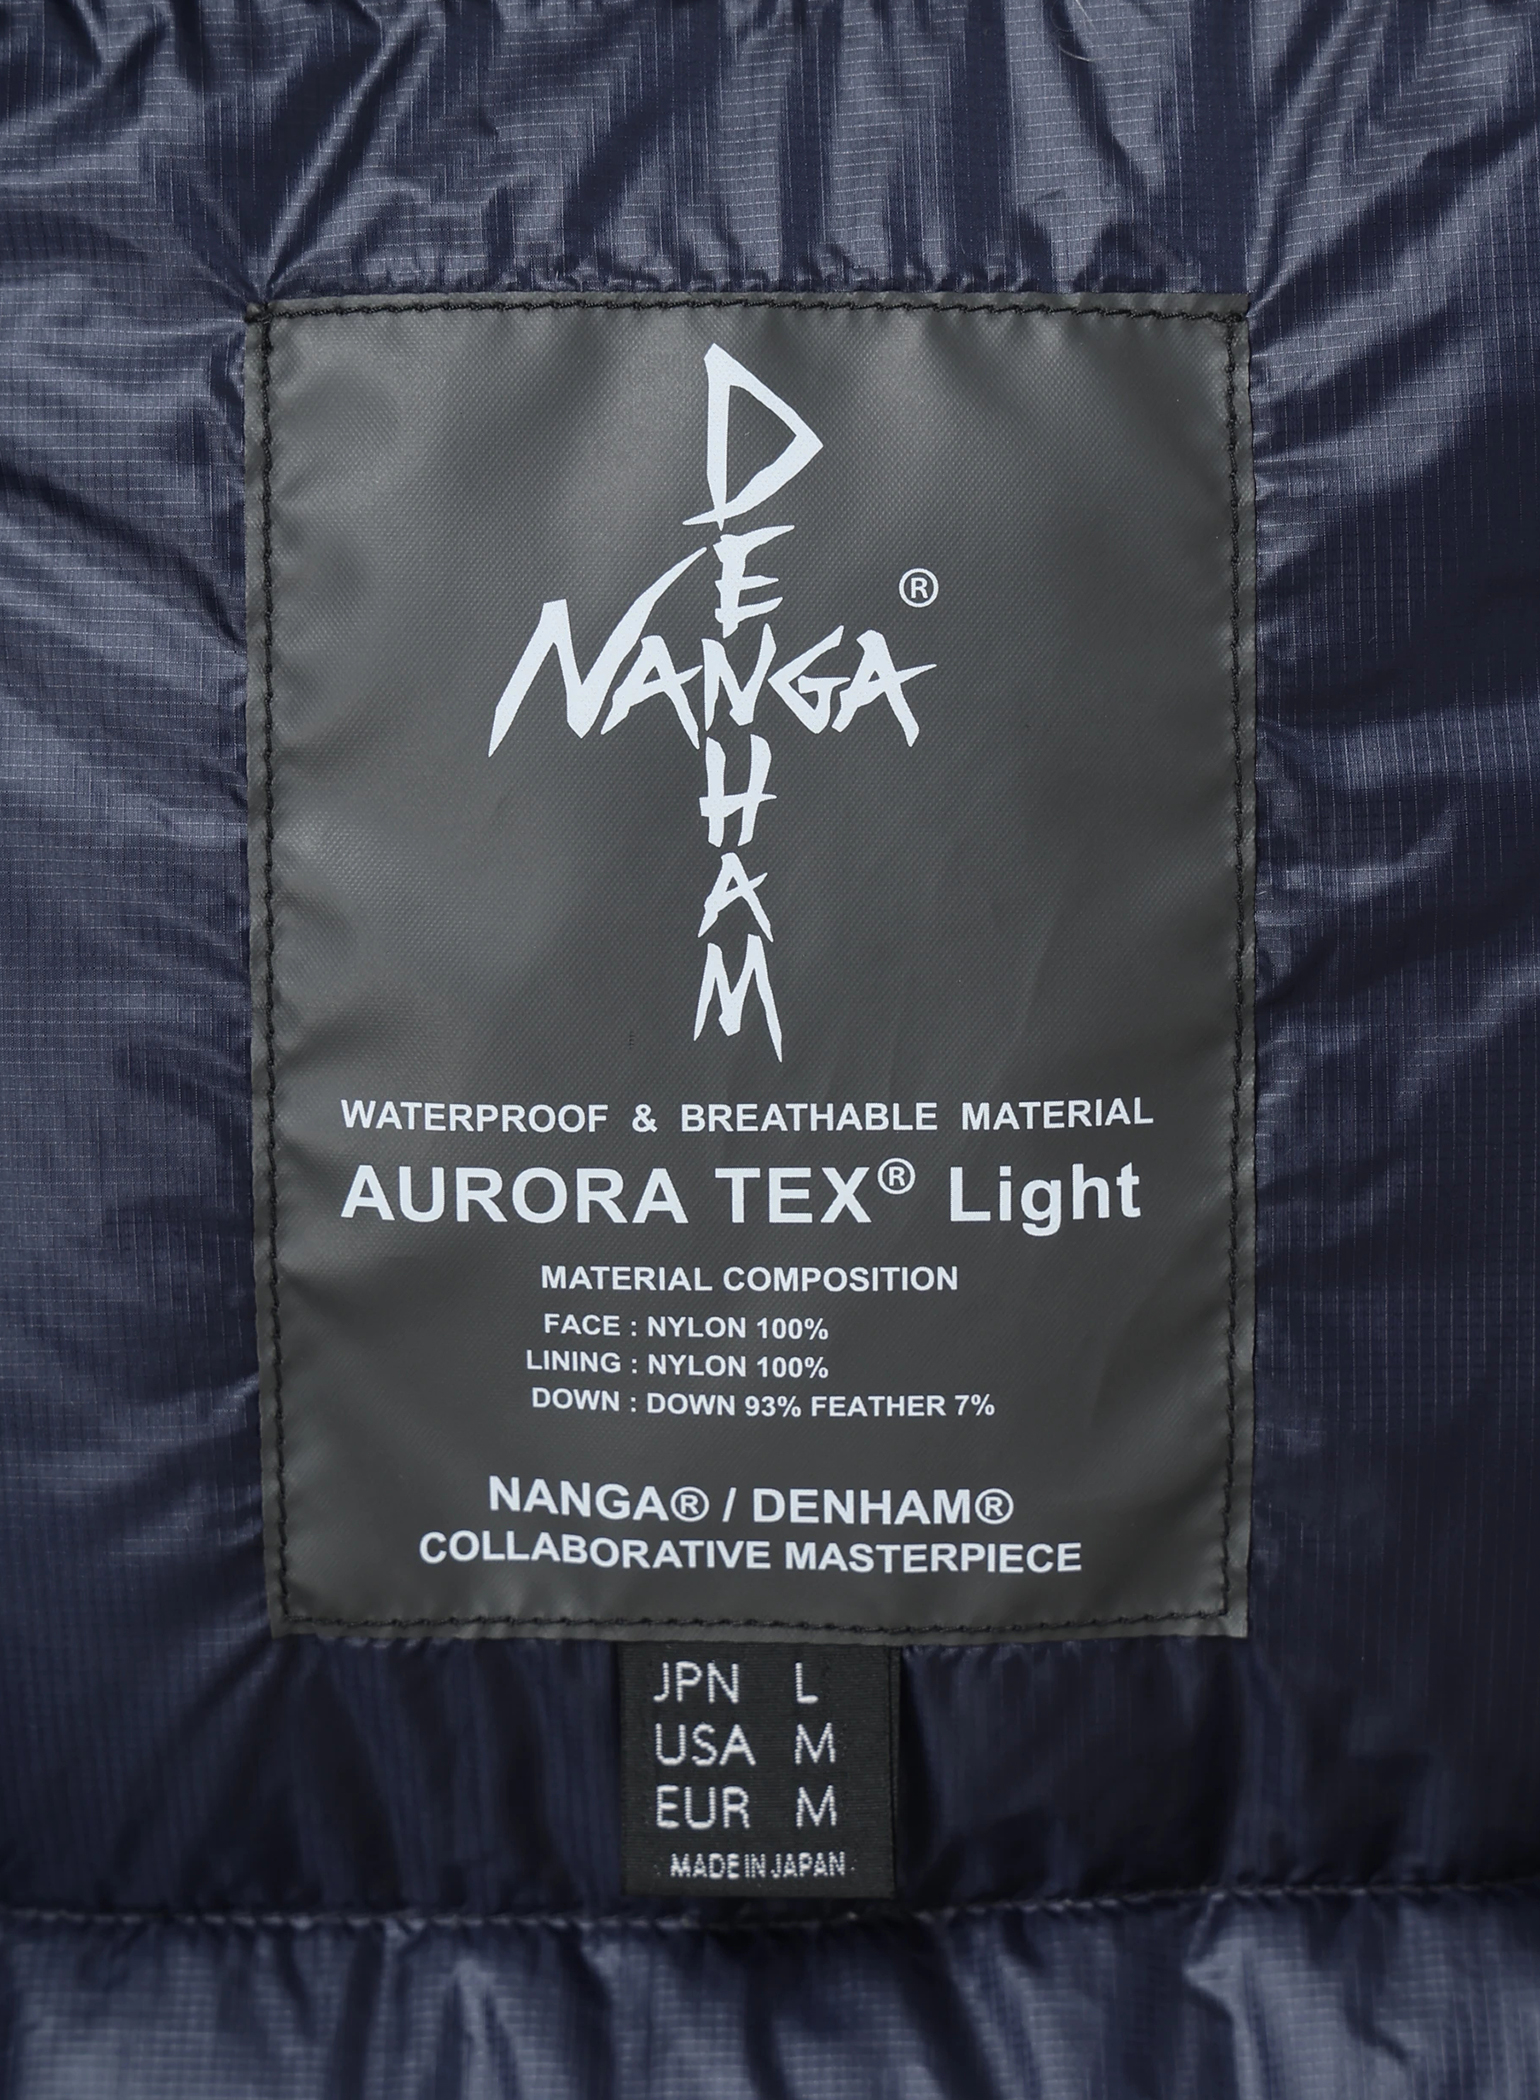 DENHAM
NANGA®
WATERPROOF & BREATHABLE MATERIAL
AURORA TEX® Light
MATERIAL COMPOSITION
FACE : NYLON 100%
LINING : NYLON 100%
DOWN : DOWN 93% FEATHER 7%
NANGA® / DENHAM®
COLLABORATIVE MASTERPIECE
JPN L
USA M
EUR M
MADE IN JAPAN